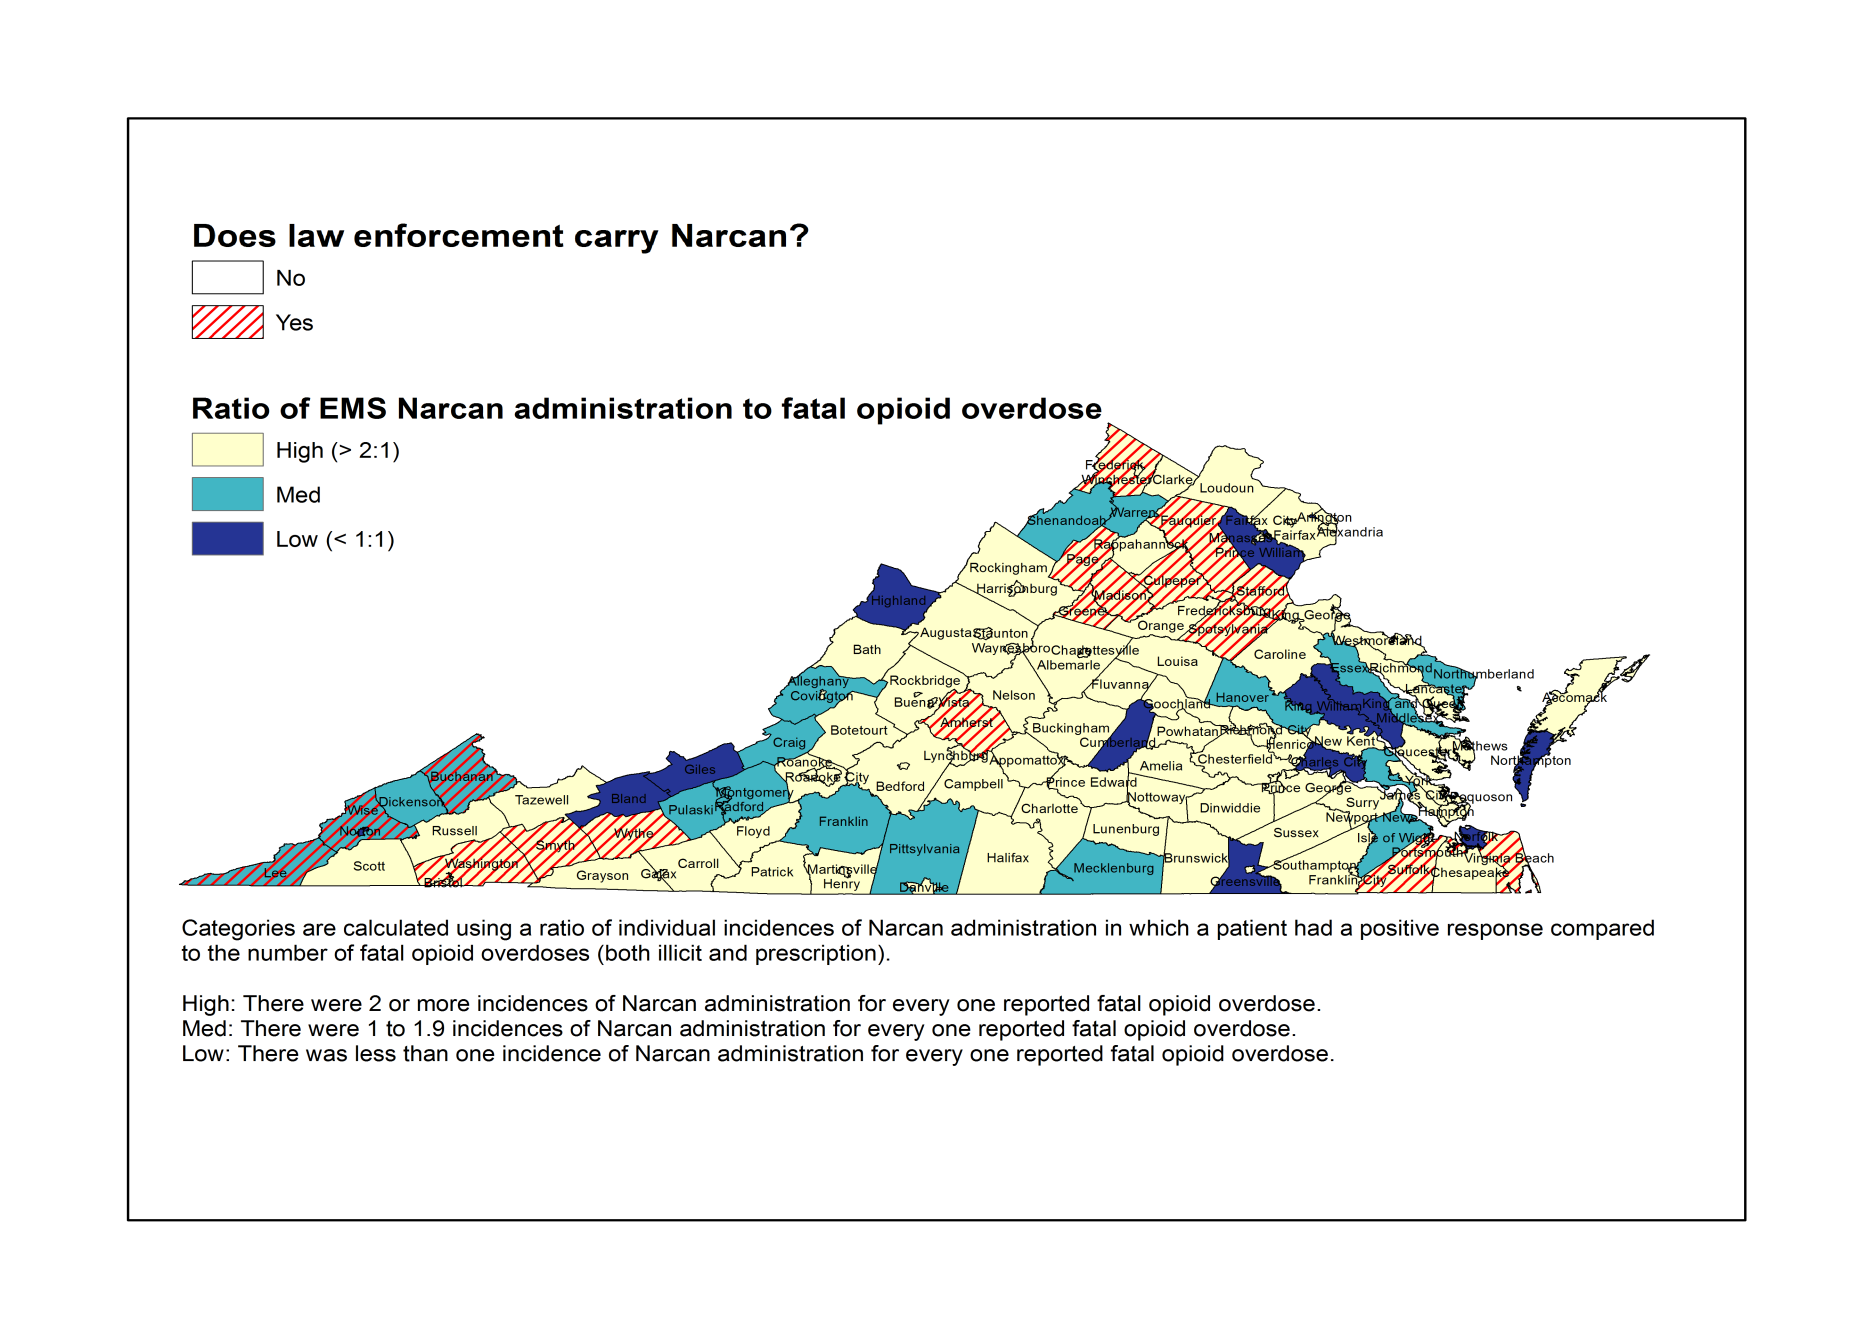 Does law enforcement carry Narcan?
No
Yes
Ratio of EMS Narcan administration to fatal opioid overdose
High (> 2:1)
Med
Low (< 1:1)
Frederick
Winchester
Clarke
Loudoun
Shenandoah
Warren
Fauquier
Fairfax City
Arlington
Alexandria
Fairfax
Manassas
Prince William
Rappahannock
Page
Rockingham
Harrisonburg
Culpeper
Madison
Stafford
Highland
Greene
Fredericksburg
King George
Orange
Spotsylvania
Augusta
Staunton
Waynesboro
Westmoreland
Bath
Charlottesville
Albemarle
Louisa
Caroline
Essex
Richmond
Northumberland
Alleghany
Covington
Rockbridge
Nelson
Fluvanna
Hanover
Lancaster
Accomack
Buena Vista
Goochland
King William
King and Queen
Middlesex
Amherst
Botetourt
Buckingham
Powhatan
Richmond City
Cumberland
Henrico
New Kent
Craig
Lynchburg
Appomattox
Chesterfield
Charles City
Gloucester
Mathews
Northampton
Giles
Roanoke
Roanoke City
Amelia
Buchanan
Bedford
Campbell
Prince Edward
Prince George
York
Bland
Montgomery
Radford
Pulaski
Tazewell
Dickenson
Nottoway
James City
Poquoson
Wise
Charlotte
Dinwiddie
Surry
Hampton
Newport News
Franklin
Norton
Russell
Wythe
Floyd
Lunenburg
Sussex
Isle of Wight
Norfolk
Smyth
Pittsylvania
Halifax
Brunswick
Portsmouth
Virginia Beach
Scott
Washington
Carroll
Patrick
Martinsville
Henry
Mecklenburg
Southampton
Lee
Bristol
Grayson
Galax
Danville
Greensville
Franklin City
Suffolk
Chesapeake
Categories are calculated using a ratio of individual incidences of Narcan administration in which a patient had a positive response compared
to the number of fatal opioid overdoses (both illicit and prescription).
High: There were 2 or more incidences of Narcan administration for every one reported fatal opioid overdose.
Med: There were 1 to 1.9 incidences of Narcan administration for every one reported fatal opioid overdose.
Low: There was less than one incidence of Narcan administration for every one reported fatal opioid overdose.